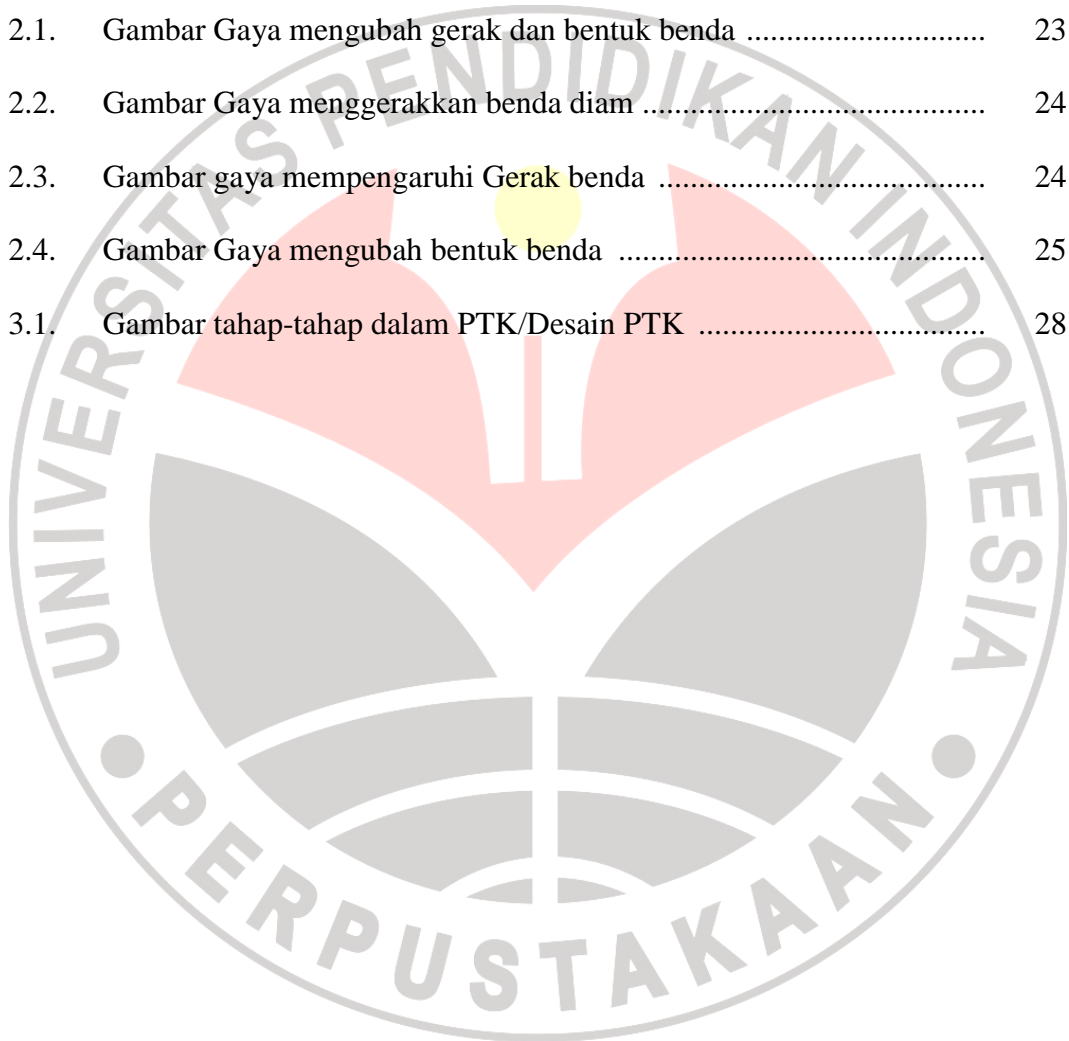 2.1. Gambar Gaya mengubah gerak dan bentuk benda .............................. 23
2.2. Gambar Gaya menggerakkan benda diam ........................................... 24
2.3. Gambar gaya mempengaruhi Gerak benda ......................................... 24
2.4. Gambar Gaya mengubah bentuk benda .............................................. 25
3.1. Gambar tahap-tahap dalam PTK/Desain PTK .................................... 28
UNIVERSITAS PENDIDIKAN INDONESIA
PERPUSTAKAAN